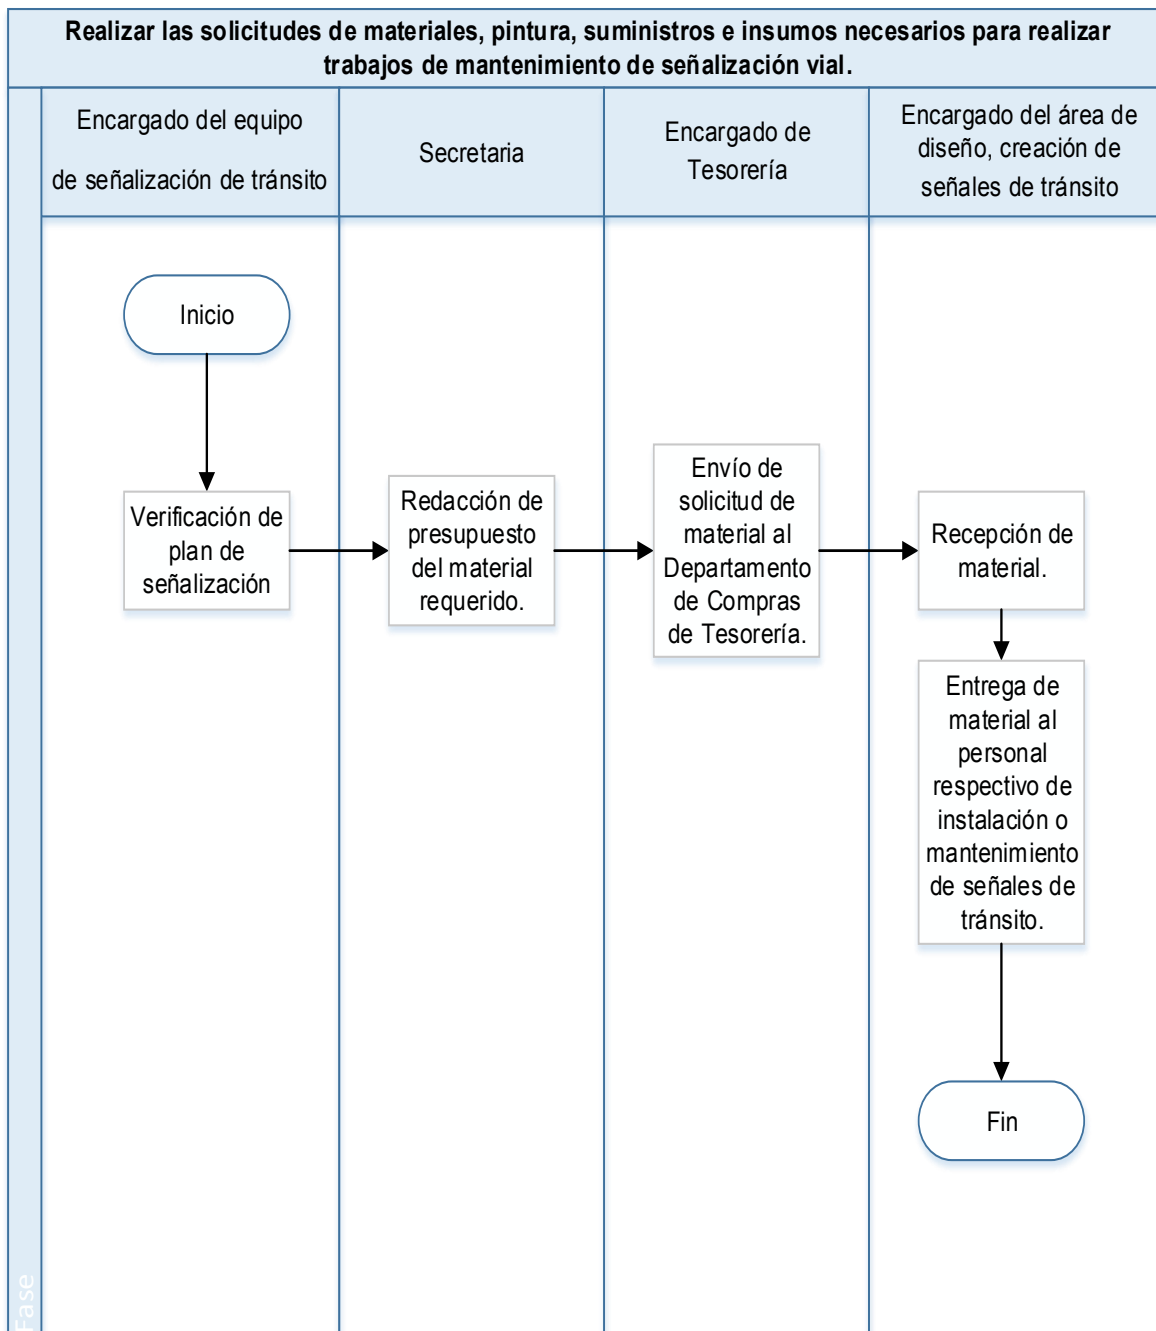 Realizar las solicitudes de materiales, pintura, suministros e insumos necesarios para realizar
trabajos de mantenimiento de señalización vial.
Encargado del equipo
de señalización de tránsito
Secretaria
Encargado de
Tesorería
Encargado del área de
diseño, creación de
señales de tránsito
Inicio
Verificación de
plan de
señalización
Redacción de
presupuesto
del material
requerido.
Envío de
solicitud de
material al
Departamento
de Compras
de Tesorería.
Recepción de
material.
Entrega de
material al
personal
respectivo de
instalación o
mantenimiento
de señales de
tránsito.
Fin
Fase